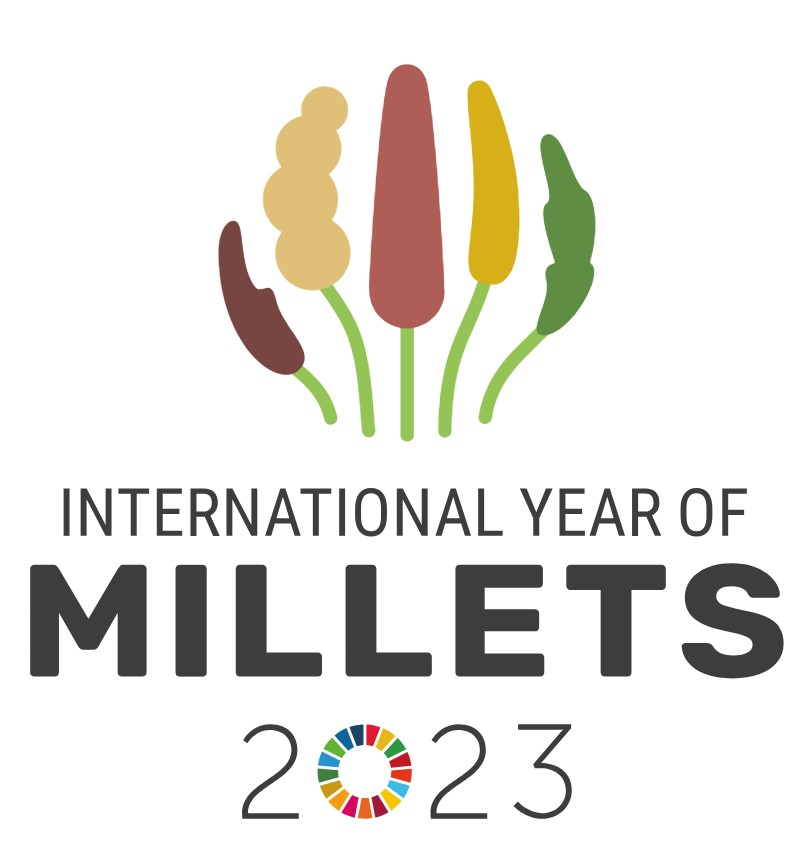 INTERNATIONAL YEAR OF
MILLETS
2023